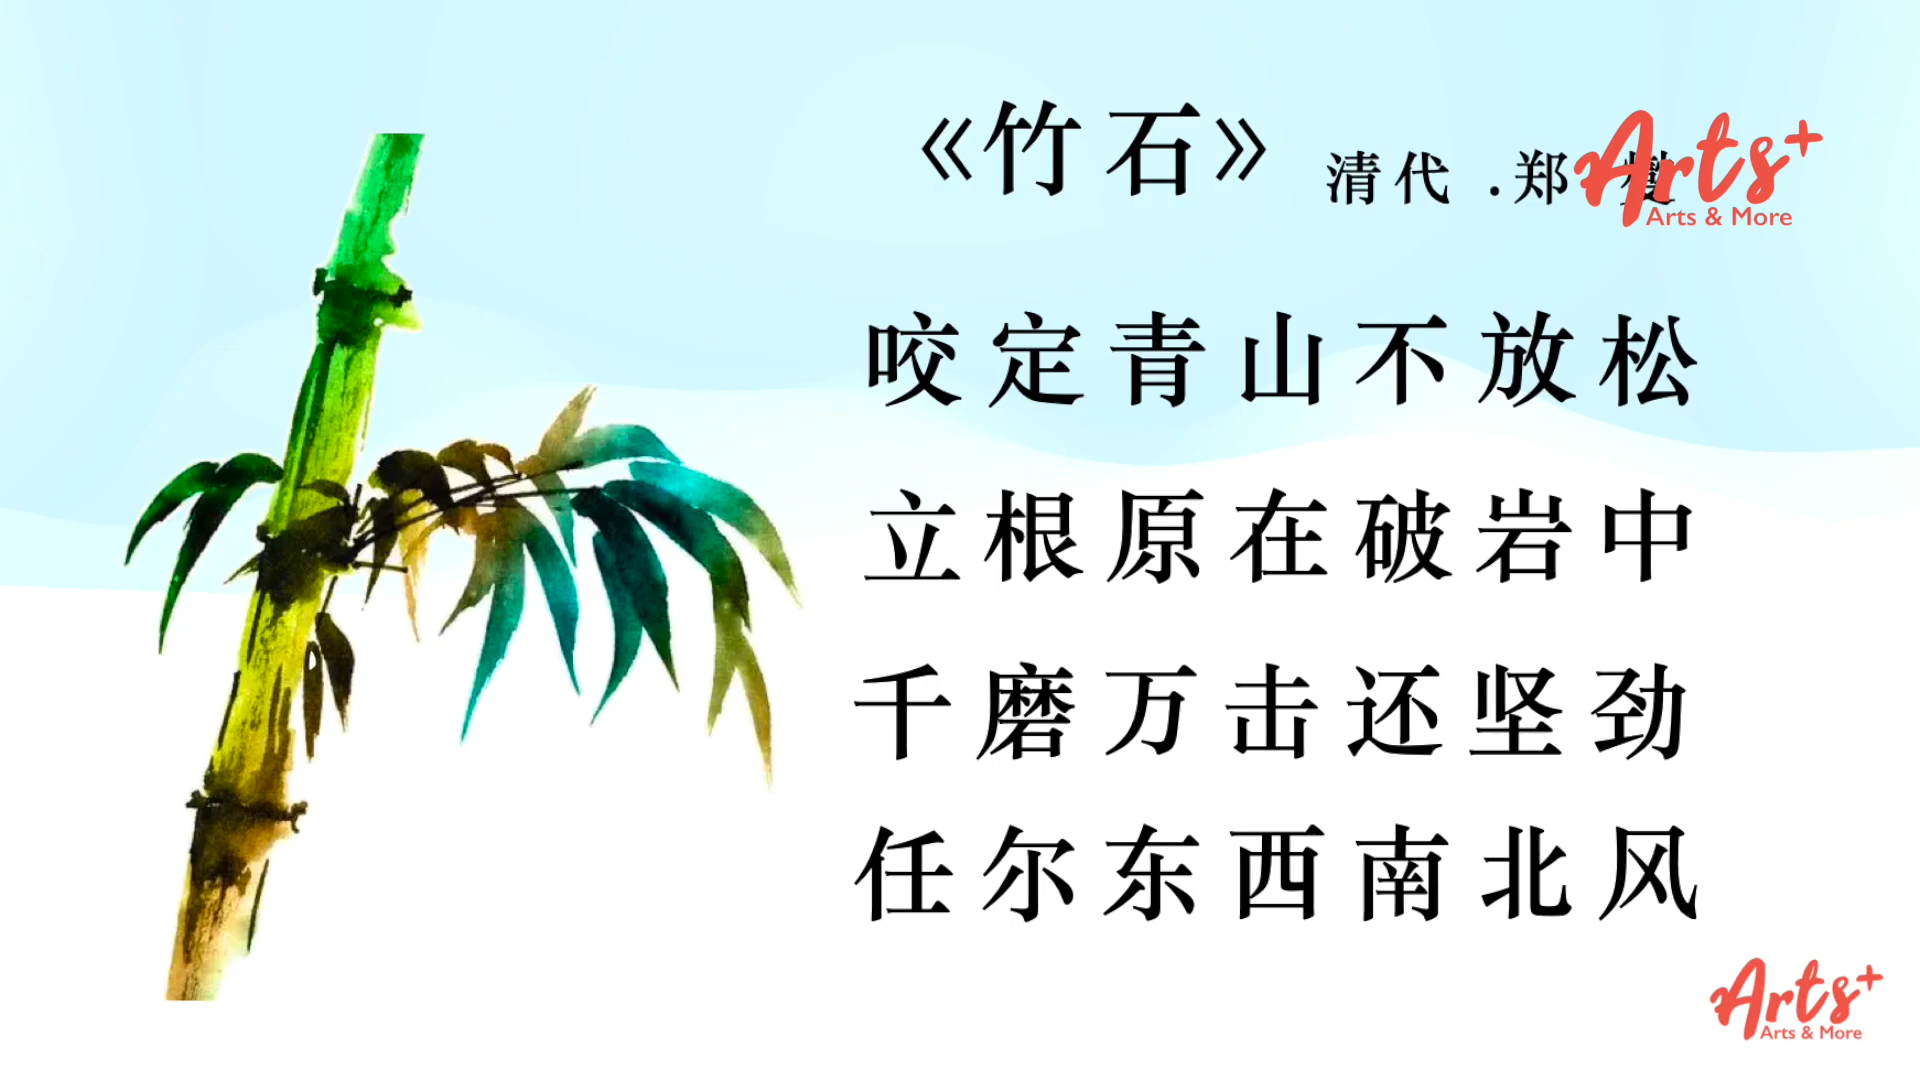 《竹石》 清代 .郑燮
Arts+
Arts & More
咬定青山不放松
立根原在破岩中
千磨万击还坚劲
任尔东西南北风
Arts+
Arts & More